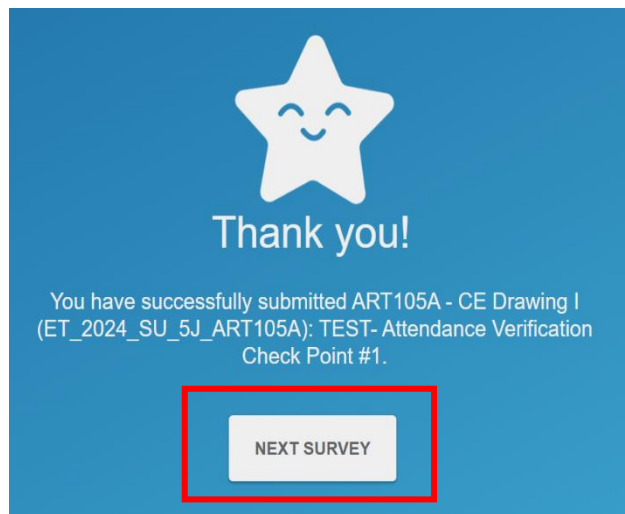 Thank you!
You have successfully submitted ART105A - CE Drawing I
(ET_2024_SU_5J_ART105A): TEST- Attendance Verification
Check Point #1.
NEXT SURVEY